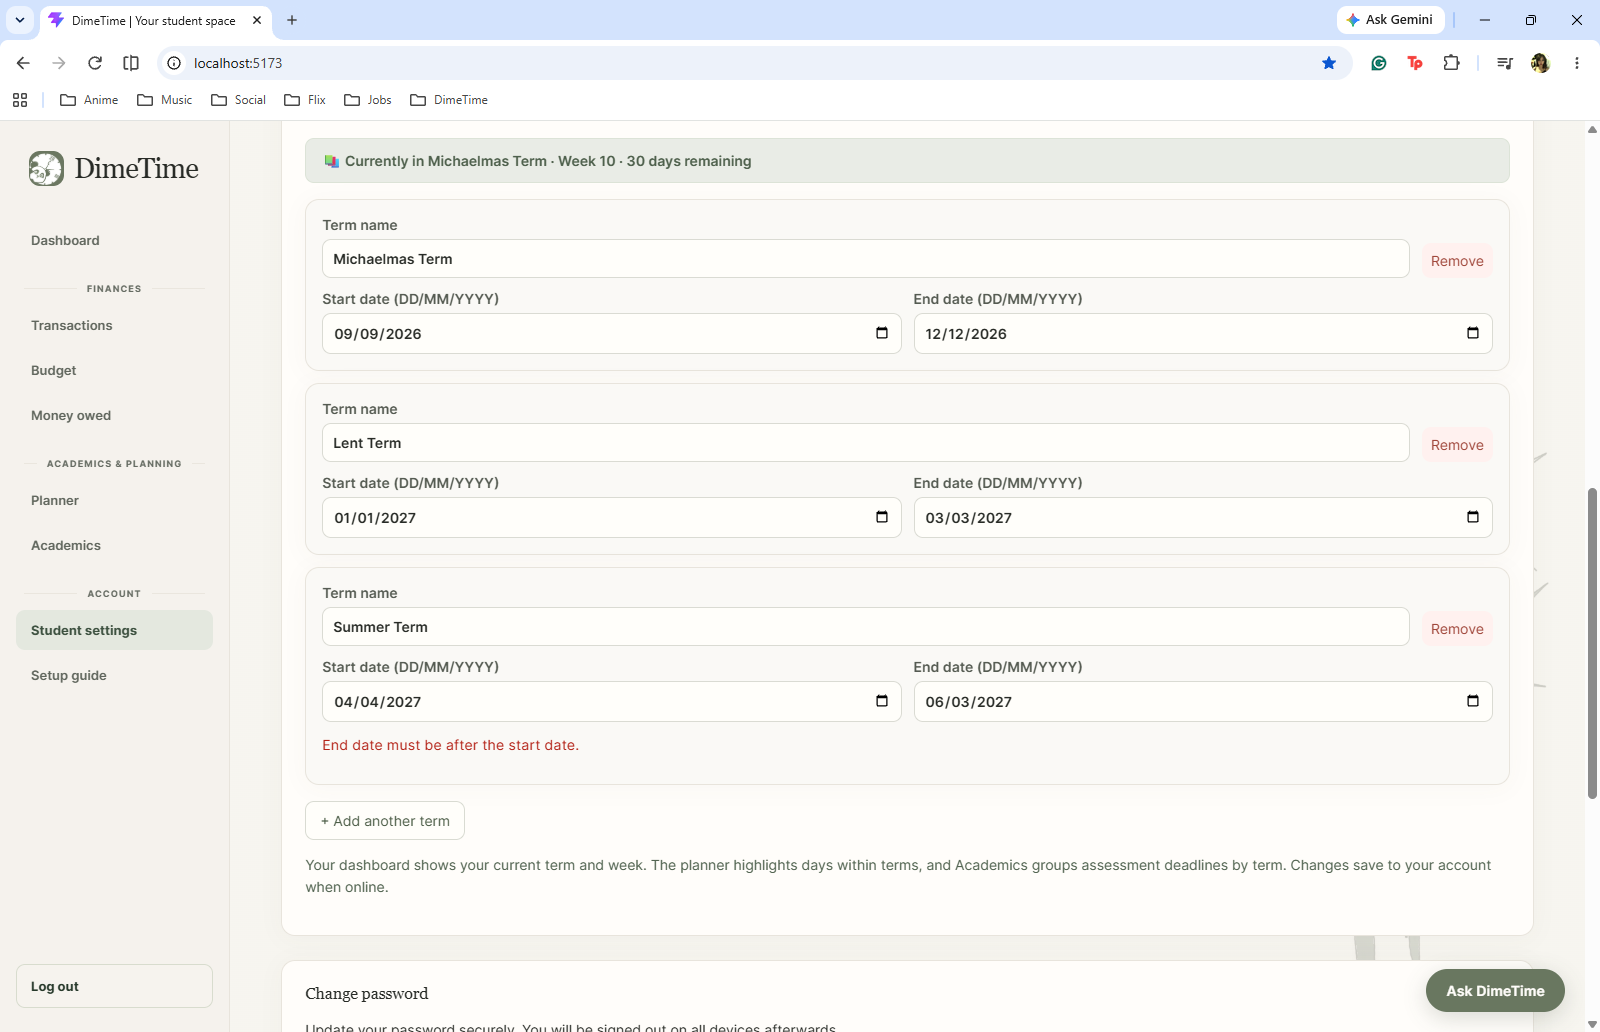 DimeTime | Your student space
Ask Gemini
localhost:5173
Anime
Music
Social
Flix
Jobs
DimeTime
DimeTime
Dashboard
FINANCES
Transactions
Budget
Money owed
ACADEMICS & PLANNING
Planner
Academics
ACCOUNT
Student settings
Setup guide
Log out
Currently in Michaelmas Term · Week 10 · 30 days remaining
Term name
Michaelmas Term
Remove
Start date (DD/MM/YYYY)
End date (DD/MM/YYYY)
09/09/2026
12/12/2026
Term name
Lent Term
Remove
Start date (DD/MM/YYYY)
End date (DD/MM/YYYY)
01/01/2027
03/03/2027
Term name
Summer Term
Remove
Start date (DD/MM/YYYY)
End date (DD/MM/YYYY)
04/04/2027
06/03/2027
End date must be after the start date.
+ Add another term
Your dashboard shows your current term and week. The planner highlights days within terms, and Academics groups assessment deadlines by term. Changes save to your account
when online.
Change password
Update your password securely. You will be signed out on all devices afterwards.
Ask DimeTime